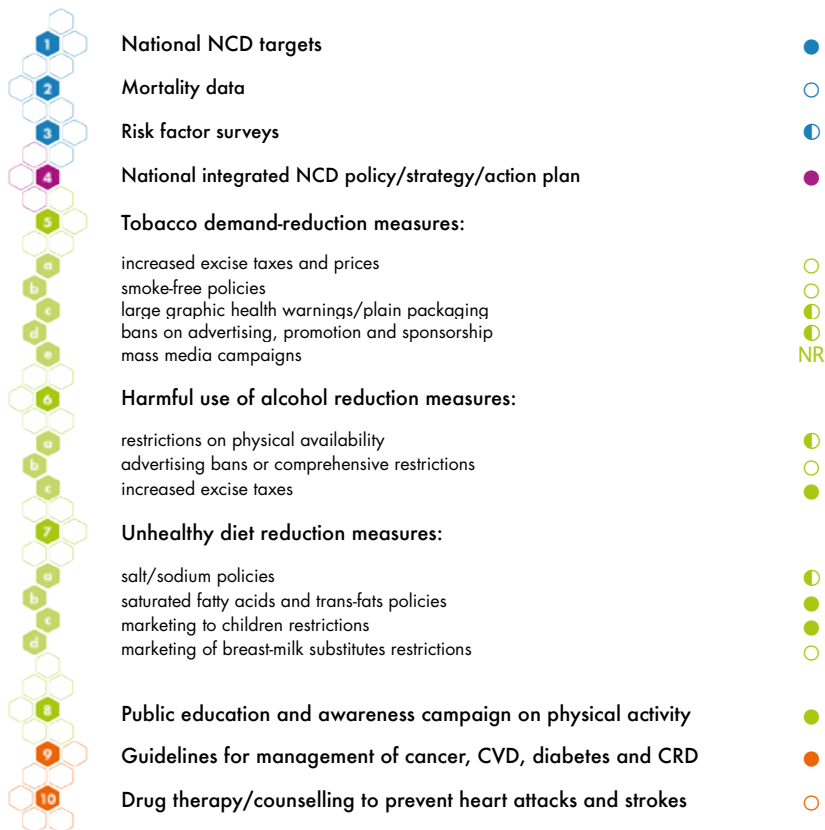 1 National NCD targets
2 Mortality data
3 Risk factor surveys
4 National integrated NCD policy/strategy/action plan
5 Tobacco demand-reduction measures:
a increased excise taxes and prices
b smoke-free policies
c large graphic health warnings/plain packaging
d bans on advertising, promotion and sponsorship
e mass media campaigns NR
6 Harmful use of alcohol reduction measures:
a restrictions on physical availability
b advertising bans or comprehensive restrictions
c increased excise taxes
7 Unhealthy diet reduction measures:
a salt/sodium policies
b saturated fatty acids and trans-fats policies
c marketing to children restrictions
d marketing of breast-milk substitutes restrictions
8 Public education and awareness campaign on physical activity
9 Guidelines for management of cancer, CVD, diabetes and CRD
10 Drug therapy/counselling to prevent heart attacks and strokes